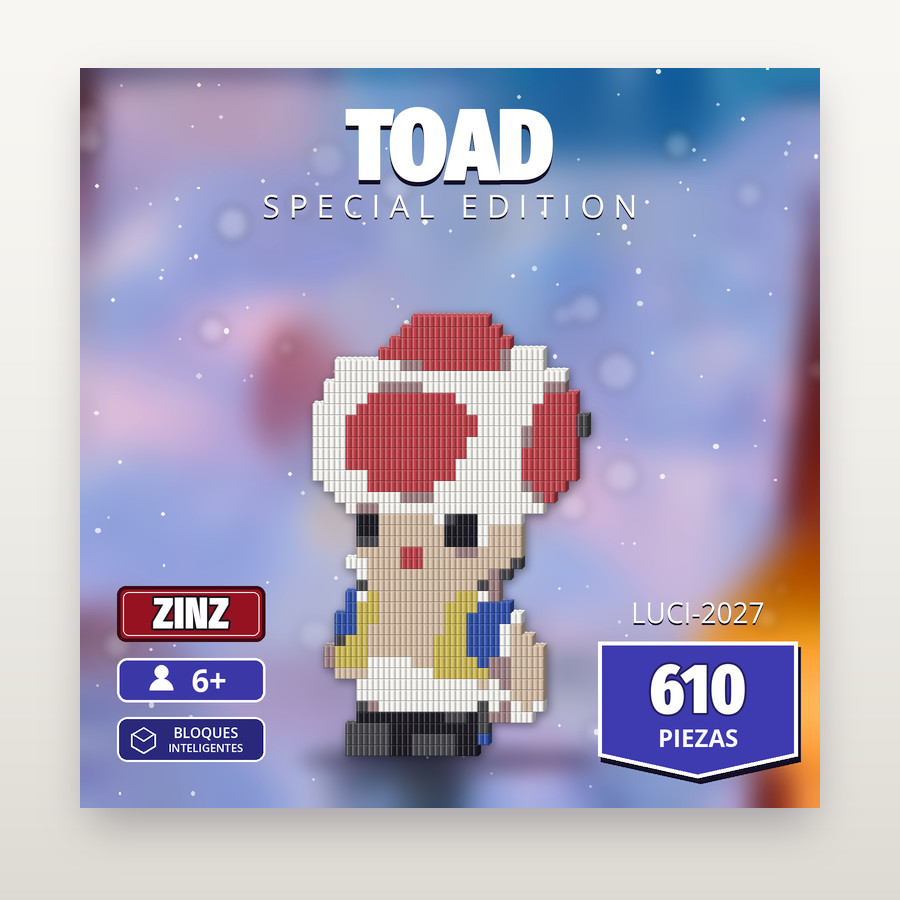 TOAD
SPECIAL EDITION
ZINZ
6+
BLOQUES
INTELIGENTES
LUCI-2027
610
PIEZAS